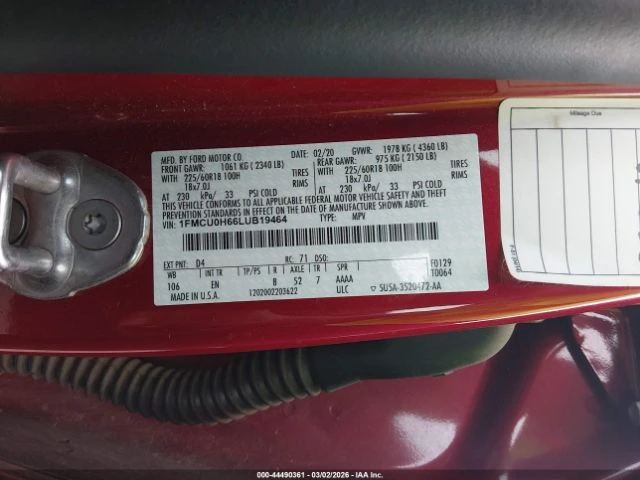 MFD. BY FORD MOTOR CO.
DATE: 02/20 GVWR: 1978 KG ( 4360 LB)
FRONT GAWR: 1061 KG ( 2340 LB) REAR GAWR: 975 KG ( 2150 LB)
WITH 225/60R18 100H TIRES WITH 225/60R18 100H TIRES
18x7.0J RIMS 18x7.0J RIMS
AT 230 kPa/ 33 PSI COLD AT 230 kPa/ 33 PSI COLD
THIS VEHICLE CONFORMS TO ALL APPLICABLE FEDERAL MOTOR VEHICLE
SAFETY AND THEFT PREVENTION STANDARDS IN EFFECT ON THE DATE
OF MANUFACTURE SHOWN ABOVE.
VIN: 1FMCU0H66LUB19464
TYPE: MPV
EXT PNT: D4 RC: 71 DSO: F0129
WB INT TR TP/PS R AXLE TR SPR T0064
106 EN B 52 7 AAAA
MADE IN U.S.A. 1202002203622 ULC
Mileage Due
000-44490361 - 03/02/2026 - IAA Inc.